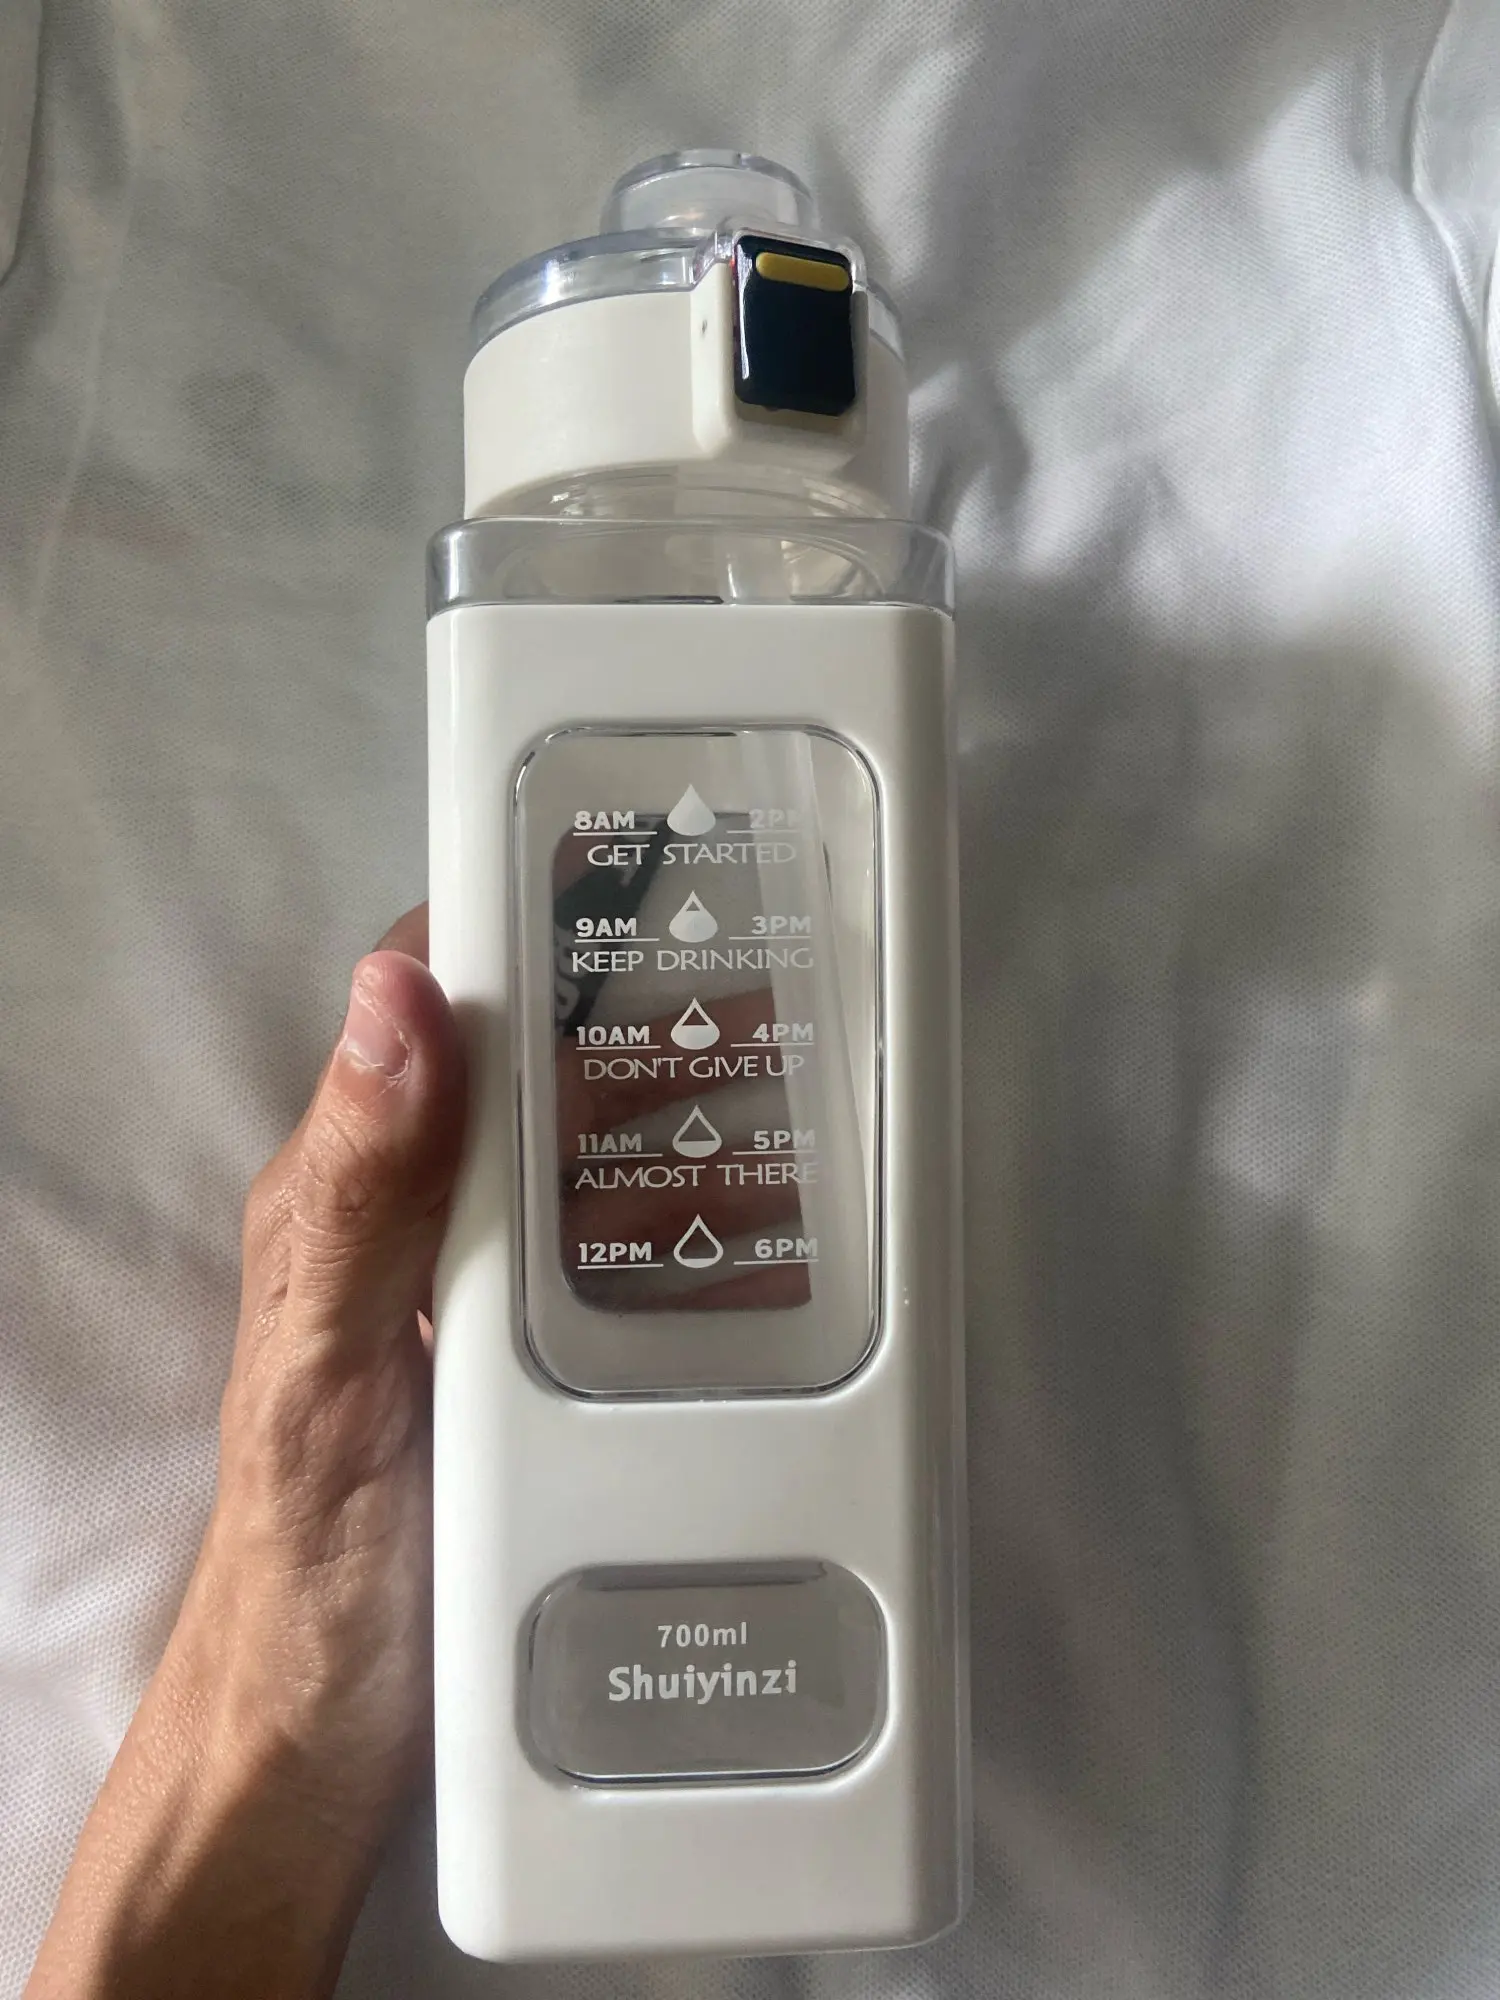 8AM 2PM
GET STARTED
9AM 3PM
KEEP DRINKING
10AM 4PM
DON'T GIVE UP
11AM 5PM
ALMOST THERE
12PM 6PM
700ml
Shuiyinzi